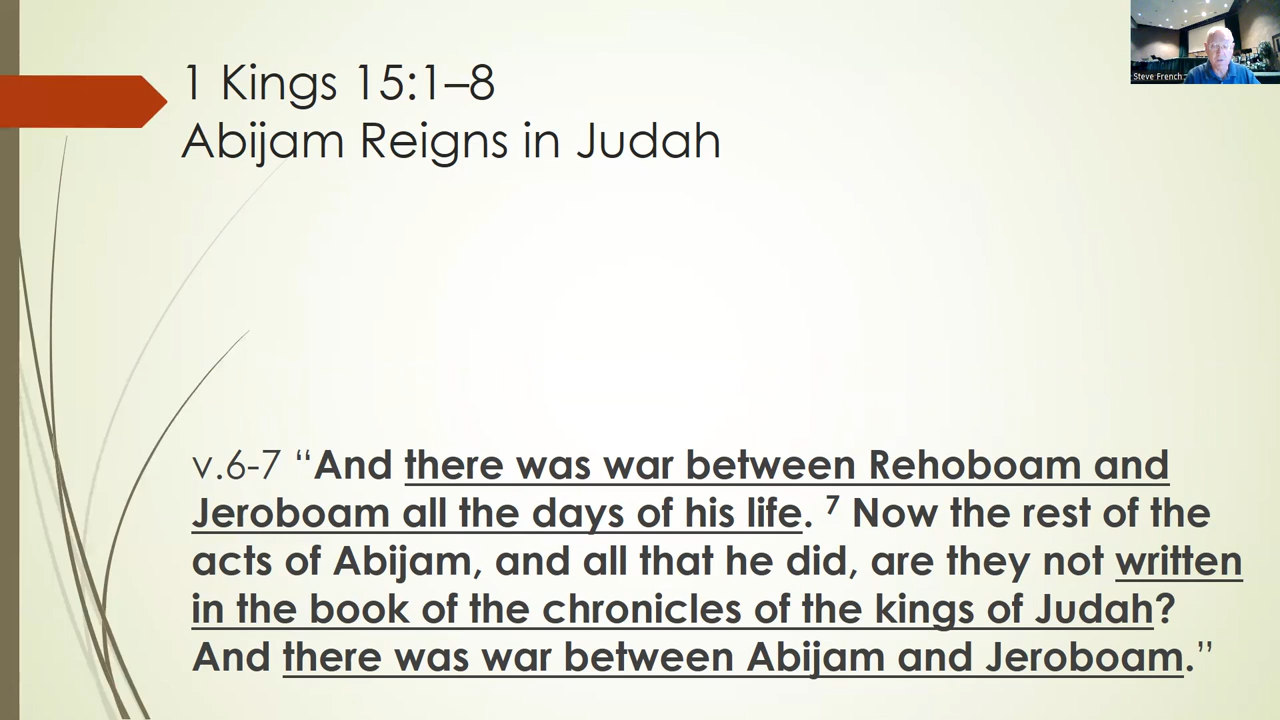 1 Kings 15:1–8
Abijam Reigns in Judah
Steve French
v.6-7 “And there was war between Rehoboam and
Jeroboam all the days of his life. ⁷ Now the rest of the
acts of Abijam, and all that he did, are they not written
in the book of the chronicles of the kings of Judah?
And there was war between Abijam and Jeroboam.”